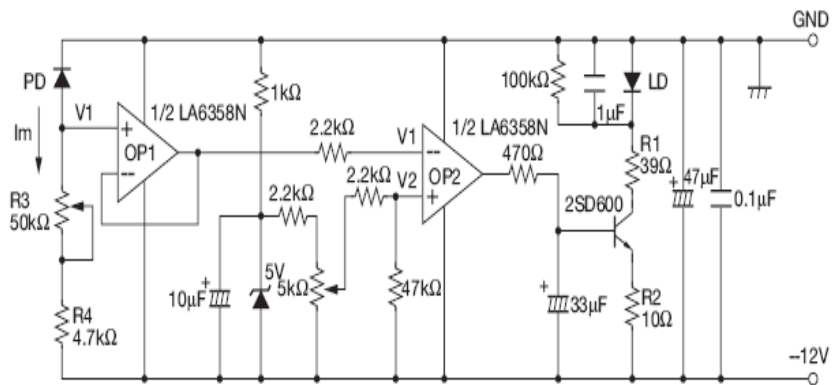 GND
PD
V1
Im
1/2 LA6358N
+
OP1
--
1kΩ
2.2kΩ
V1
1/2 LA6358N
--
OP2
+
2.2kΩ
V2
470Ω
100kΩ
1μF
LD
R1
39Ω
2SD600
+
47μF
0.1μF
R3
50kΩ
2.2kΩ
+
10μF
5V
5kΩ
47kΩ
+
33μF
R2
10Ω
R4
4.7kΩ
--12V